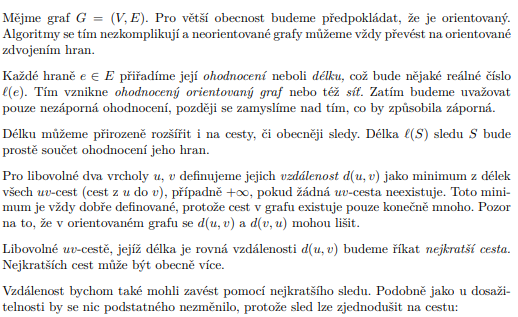 Mějme graf G = (V, E). Pro větší obecnost budeme předpokládat, že je orientovaný.
Algoritmy se tím nezkomplikují a neorientované grafy můžeme vždy převést na orientované
zdvojením hran.
Každé hraně e ∈ E přiřadíme její ohodnocení neboli délku, což bude nějaké reálné číslo
ℓ(e). Tím vznikne ohodnocený orientovaný graf nebo též síť. Zatím budeme uvažovat
pouze nezáporná ohodnocení, později se zamyslíme nad tím, co by způsobila záporná.
Délku můžeme přirozeně rozšířit i na cesty, či obecněji sledy. Délka ℓ(S) sledu S bude
prostě součet ohodnocení jeho hran.
Pro libovolné dva vrcholy u, v definujeme jejich vzdálenost d(u, v) jako minimum z délek
všech uv-cest (cest z u do v), případně +∞, pokud žádná uv-cesta neexistuje. Toto mini-
mum je vždy dobře definované, protože cest v grafu existuje pouze konečně mnoho. Pozor
na to, že v orientovaném grafu se d(u, v) a d(v, u) mohou lišit.
Libovolné uv-cestě, jejíž délka je rovná vzdálenosti d(u, v) budeme říkat nejkratší cesta.
Nejkratších cest může být obecně více.
Vzdálenost bychom také mohli zavést pomocí nejkratšího sledu. Podobně jako u dosaži-
telnosti by se nic podstatného nezměnilo, protože sled lze zjednodušit na cestu: